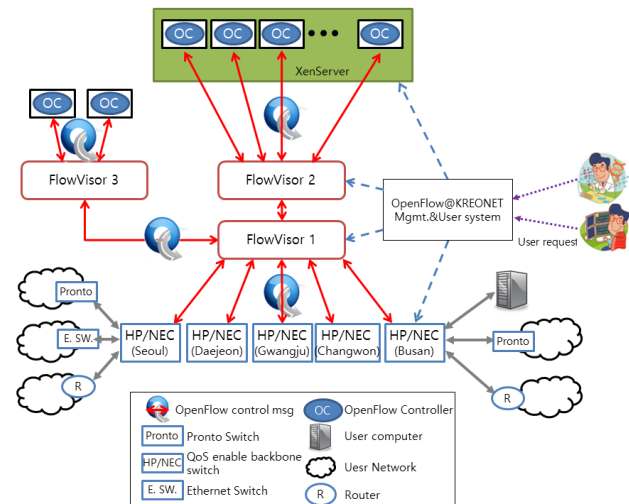 OC OC OC ••• OC
XenServer
OC OC
FlowVisor 3
FlowVisor 2
OpenFlow@KREONET
Mgmt.&User system
User request
FlowVisor 1
Pronto
E. SW.
R
HP/NEC
(Seoul)
HP/NEC
(Daejeon)
HP/NEC
(Gwangju)
HP/NEC
(Changwon)
HP/NEC
(Busan)
Pronto
R
OpenFlow control msg
OC OpenFlow Controller
Pronto Pronto Switch
User computer
HP/NEC QoS enable backbone
switch
Uesr Network
E. SW. Ethernet Switch
R Router